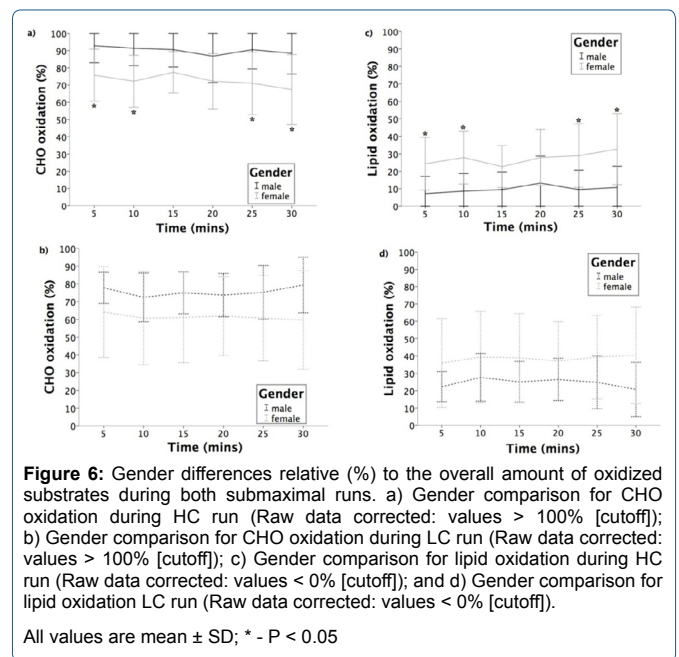 a)
CHO oxidation (%)
100
90
80
70
60
50
40
30
20
10
0
* * * *
Gender
male
female
5 10 15 20 25 30
Time (mins)
c)
Lipid oxidation (%)
100
90
80
70
60
50
40
30
20
10
0
* * * *
Gender
male
female
5 10 15 20 25 30
Time (mins)
b)
CHO oxidation (%)
100
90
80
70
60
50
40
30
20
10
0
Gender
male
female
5 10 15 20 25 30
Time (mins)
d)
Lipid oxidation (%)
100
90
80
70
60
50
40
30
20
10
0
Gender
male
female
5 10 15 20 25 30
Time (mins)
Figure 6: Gender differences relative (%) to the overall amount of oxidized
substrates during both submaximal runs. a) Gender comparison for CHO
oxidation during HC run (Raw data corrected: values > 100% [cutoff]);
b) Gender comparison for CHO oxidation during LC run (Raw data corrected:
values > 100% [cutoff]); c) Gender comparison for lipid oxidation during HC
run (Raw data corrected: values < 0% [cutoff]); and d) Gender comparison for
lipid oxidation LC run (Raw data corrected: values < 0% [cutoff]).
All values are mean ± SD; * - P < 0.05